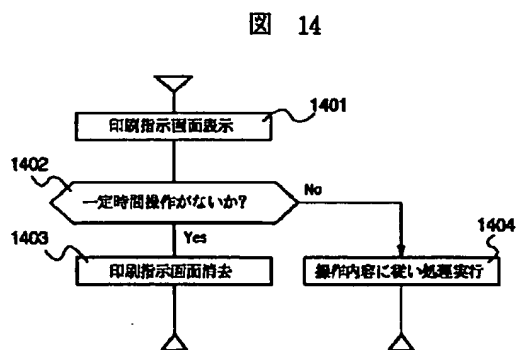 図 14
1401
印刷指示画面表示
1402
一定時間操作がないか?
No
Yes
1403
印刷指示画面消去
1404
操作内容に従い処理実行